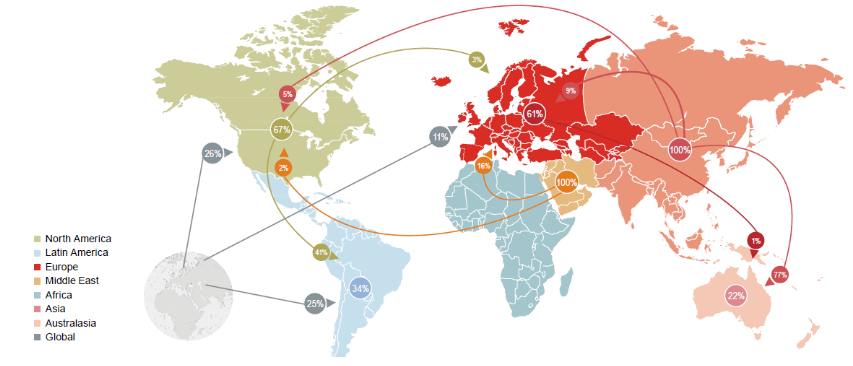 5%
3%
9%
67%
61%
26%
11%
100%
2%
16%
100%
41%
1%
77%
34%
22%
25%
North America
Latin America
Europe
Middle East
Africa
Asia
Australasia
Global